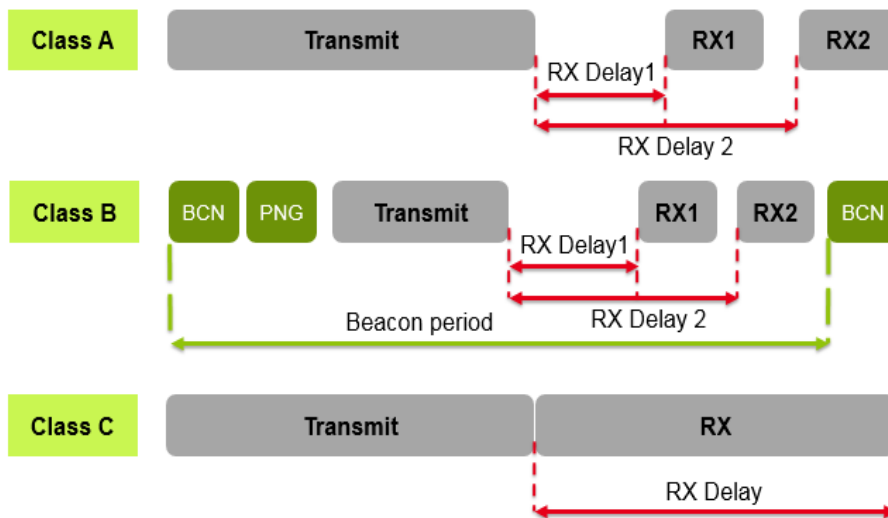 Class A
Transmit
RX1
RX2
RX Delay1
RX Delay 2
Class B
BCN
PNG
Transmit
RX1
RX2
BCN
RX Delay1
RX Delay 2
Beacon period
Class C
Transmit
RX
RX Delay